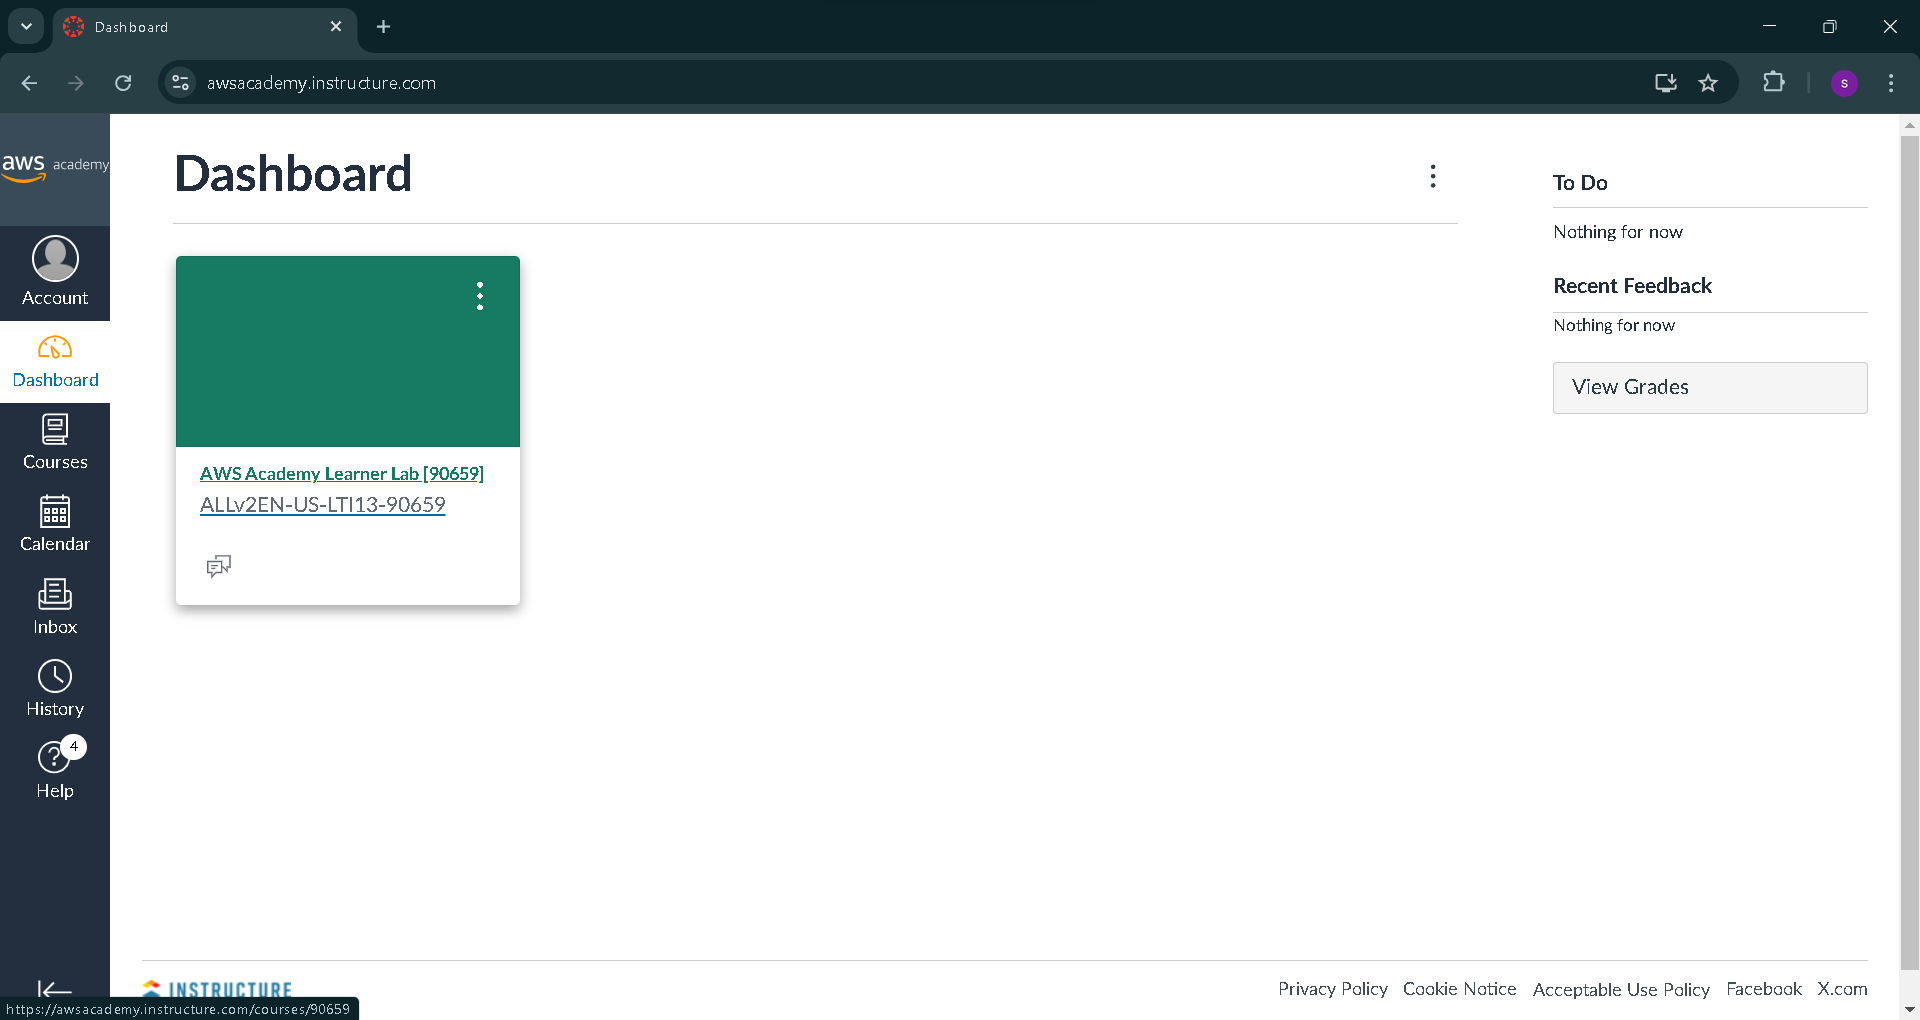 Dashboard
awsacademy.instructure.com
S
aws academy
Account
Dashboard
Courses
Calendar
Inbox
History
4
Help
Dashboard
AWS Academy Learner Lab [90659]
ALLv2EN-US-LTI13-90659
To Do
Nothing for now
Recent Feedback
Nothing for now
View Grades
INSTRUCTURE
Privacy Policy Cookie Notice Acceptable Use Policy Facebook X.com
https://awsacademy.instructure.com/courses/90659